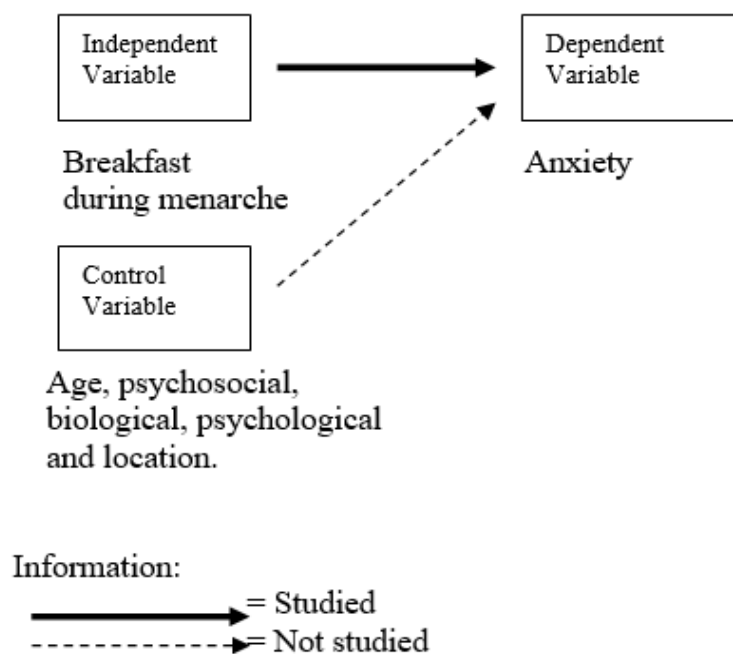 Independent
Variable
Dependent
Variable
Breakfast
during menarche
Anxiety
Control
Variable
Age, psychosocial,
biological, psychological
and location.
Information:
= Studied
= Not studied